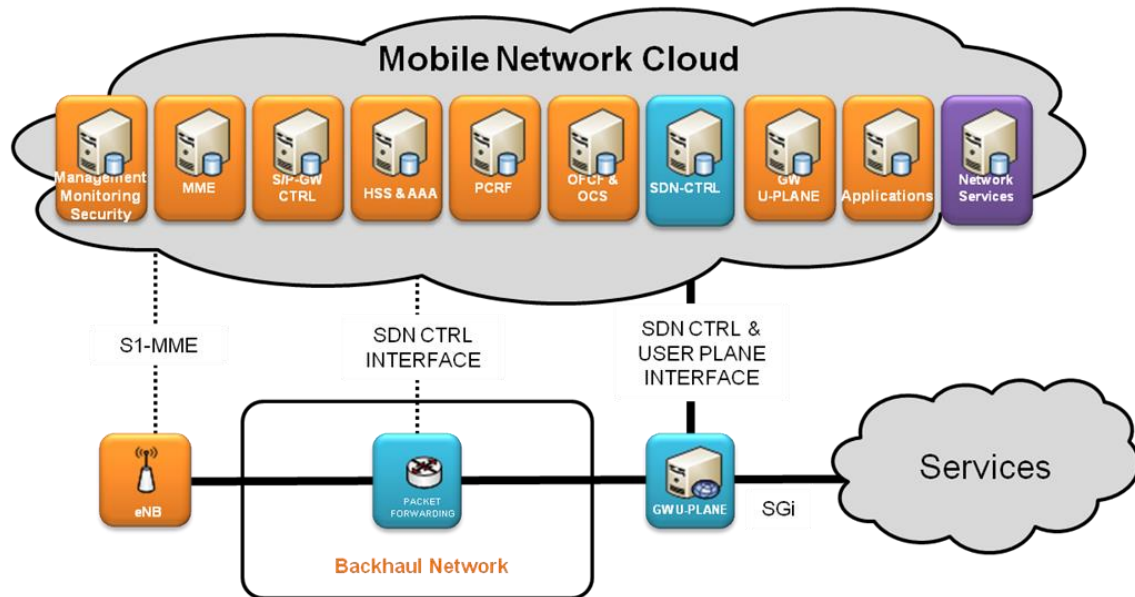 Mobile Network Cloud
Management
Monitoring
Security
MME
S/P-GW
CTRL
HSS & AAA
PCRF
OFCF &
OCS
SDN-CTRL
GW
U-PLANE
Applications
Network
Services
S1-MME
SDN CTRL
INTERFACE
SDN CTRL &
USER PLANE
INTERFACE
eNB
PACKET
FORWARDING
GWU-PLANE
SGi
Services
Backhaul Network